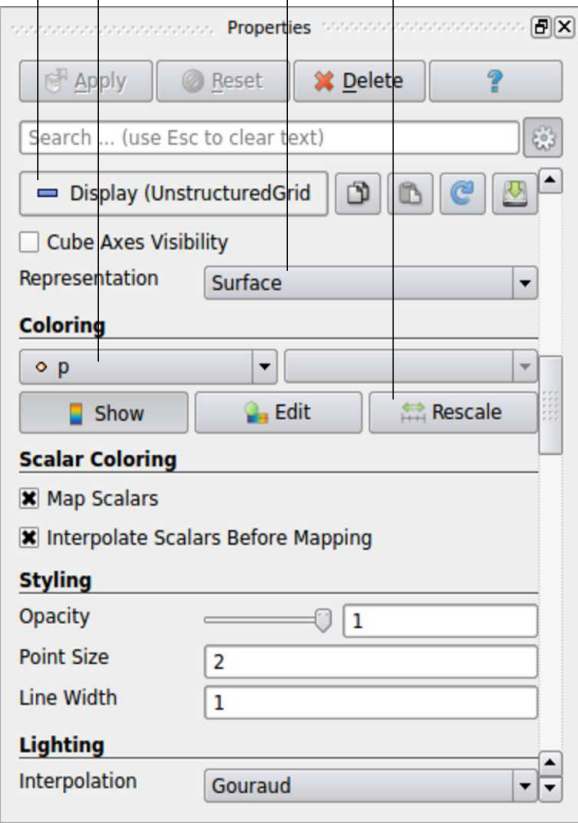 Properties
Apply Reset Delete ?
Search ... (use Esc to clear text)
Display (UnstructuredGrid
Cube Axes Visibility
Representation Surface
Coloring
p
Show Edit Rescale
Scalar Coloring
Map Scalars
Interpolate Scalars Before Mapping
Styling
Opacity 1
Point Size 2
Line Width 1
Lighting
Interpolation Gouraud